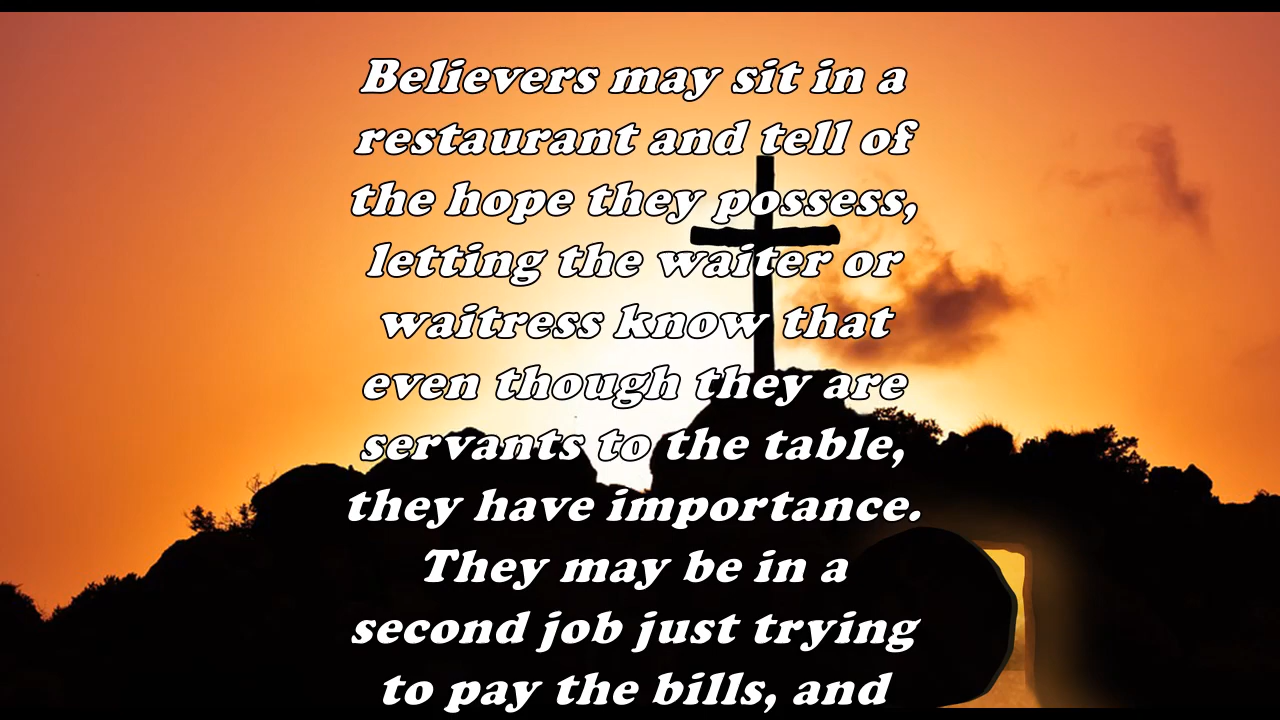 Believers may sit in a
restaurant and tell of
the hope they possess,
letting the waiter or
waitress know that
even though they are
servants to the table,
they have importance.
They may be in a
second job just trying
to pay the bills, and